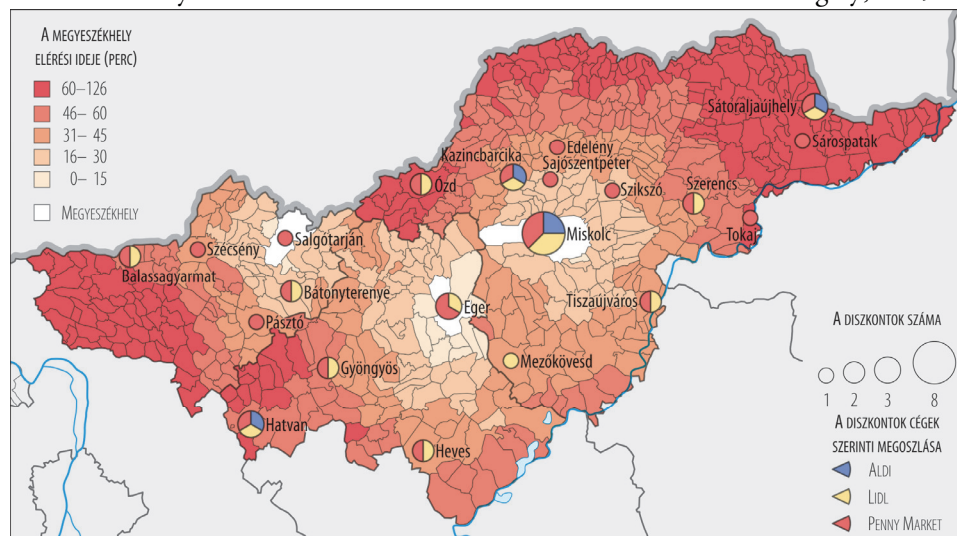 A MEGYESZÉKHELY
ELÉRÉSI IDEJE (PERC)
60–126
46– 60
31– 45
16– 30
0– 15
MEGYESZÉKHELY
Sátoraljaújhely
Sárospatak
Edelény
Kazincbarcika
Sajószentpéter
Ózd
Szikszó
Szerencs
Tokaj
Miskolc
Salgótarján
Szécsény
Balassagyarmat
Bátonyterenye
Pásztó
Eger
Tiszaújváros
Mezőkövesd
Gyöngyös
Hatvan
Heves
A DISZKONTOK SZÁMA
1 2 3 8
A DISZKONTOK CÉGEK
SZERINTI MEGOSZLÁSA
ALDI
LIDL
PENNY MARKET